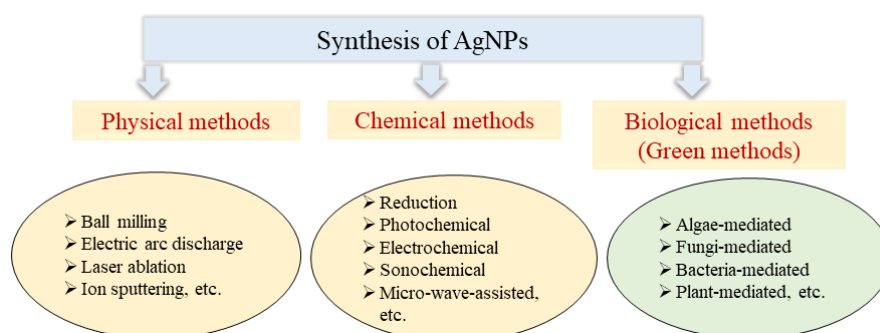 Synthesis of AgNPs
Physical methods
Chemical methods
Biological methods
(Green methods)
➢ Ball milling
➢ Electric arc discharge
➢ Laser ablation
➢ Ion sputtering, etc.
➢ Reduction
➢ Photochemical
➢ Electrochemical
➢ Sonochemical
➢ Micro-wave-assisted,
etc.
➢ Algae-mediated
➢ Fungi-mediated
➢ Bacteria-mediated
➢ Plant-mediated, etc.